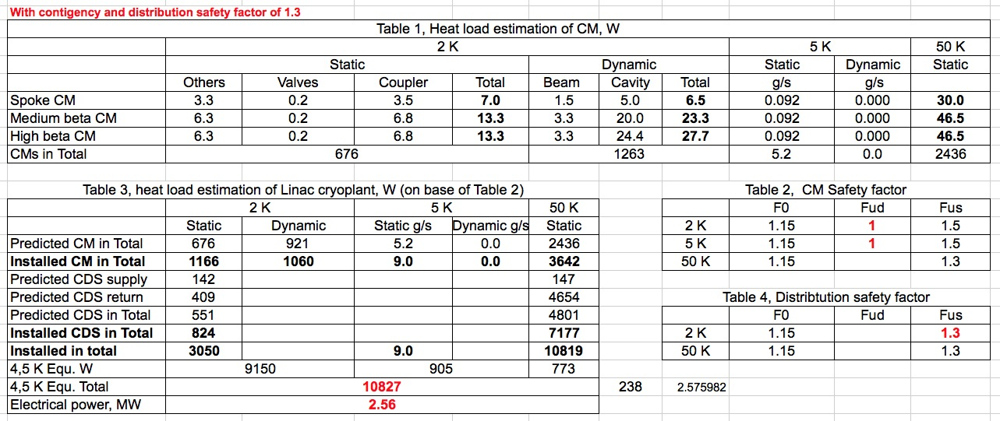 With contigency and distribution safety factor of 1.3
Table 1, Heat load estimation of CM, W
2 K 5 K 50 K
Static Dynamic Static Dynamic Static
Others Valves Coupler Total Beam Cavity Total g/s g/s
Spoke CM 3.3 0.2 3.5 7.0 1.5 5.0 6.5 0.092 0.000 30.0
Medium beta CM 6.3 0.2 6.8 13.3 3.3 20.0 23.3 0.092 0.000 46.5
High beta CM 6.3 0.2 6.8 13.3 3.3 24.4 27.7 0.092 0.000 46.5
CMs in Total 676 1263 5.2 0.0 2436
Table 3, heat load estimation of Linac cryoplant, W (on base of Table 2)
2 K 5 K 50 K
Static Dynamic Static g/s Dynamic g/s Static
Predicted CM in Total 676 921 5.2 0.0 2436
Installed CM in Total 1166 1060 9.0 0.0 3642
Predicted CDS supply 142 147
Predicted CDS return 409 4654
Predicted CDS in Total 551 4801
Installed CDS in Total 824 7177
Installed in total 3050 9.0 10819
4,5 K Equ. W 9150 905 773
4,5 K Equ. Total 10827 238 2.575982
Electrical power, MW 2.56
Table 2, CM Safety factor
F0 Fud Fus
2 K 1.15 1 1.5
5 K 1.15 1 1.5
50 K 1.15 1.3
Table 4, Distribtution safety factor
F0 Fud Fus
2 K 1.15 1.3
50 K 1.15 1.3